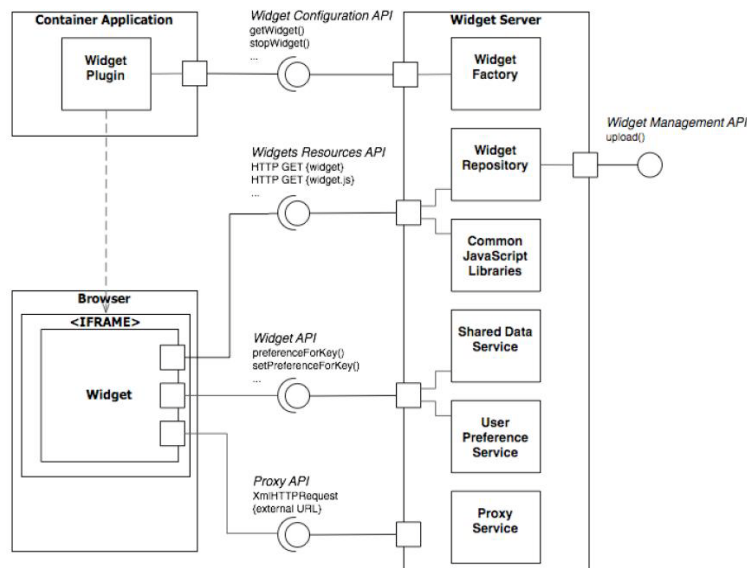 Container Application
Widget
Plugin
Widget Configuration API
getWidget()
stopWidget()
...
Widget Server
Widget
Factory
Widget Management API
upload()
Widget
Repository
Widgets Resources API
HTTP GET {widget}
HTTP GET {widget.js}
...
Common
JavaScript
Libraries
Browser
<IFRAME>
Widget
Widget API
preferenceForKey()
setPreferenceForKey()
...
Shared Data
Service
User
Preference
Service
Proxy API
XmlHTTPRequest
{external URL}
Proxy
Service